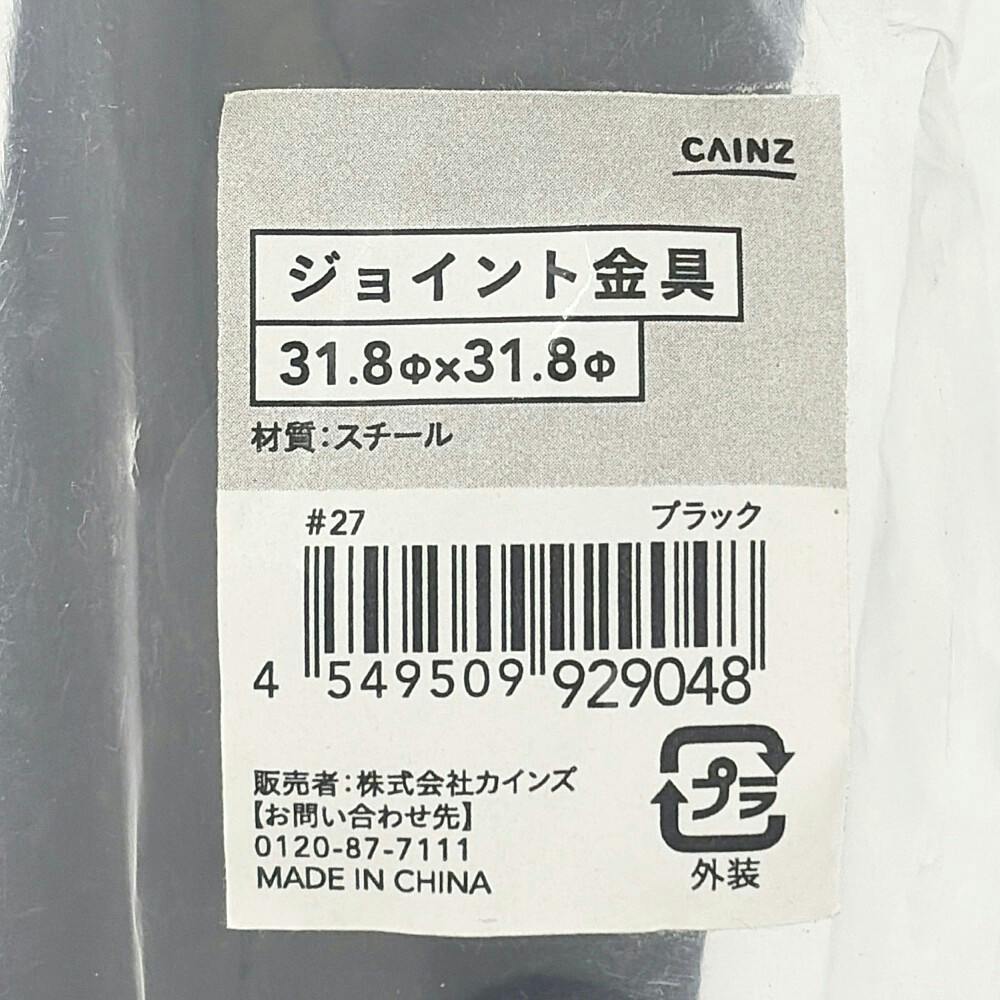 CAINZ
ジョイント金具
31.8Φ×31.8Φ
材質：スチール
#27 ブラック
4 549509 929048
販売者：株式会社カインズ
【お問い合わせ先】
0120-87-7111
MADE IN CHINA
プラ
外装